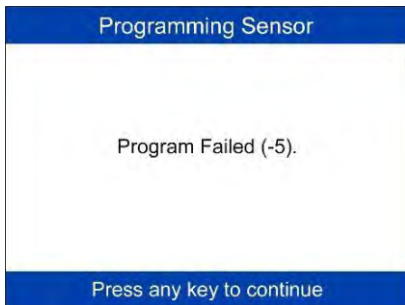 Programming Sensor
Program Failed (-5).
Press any key to continue